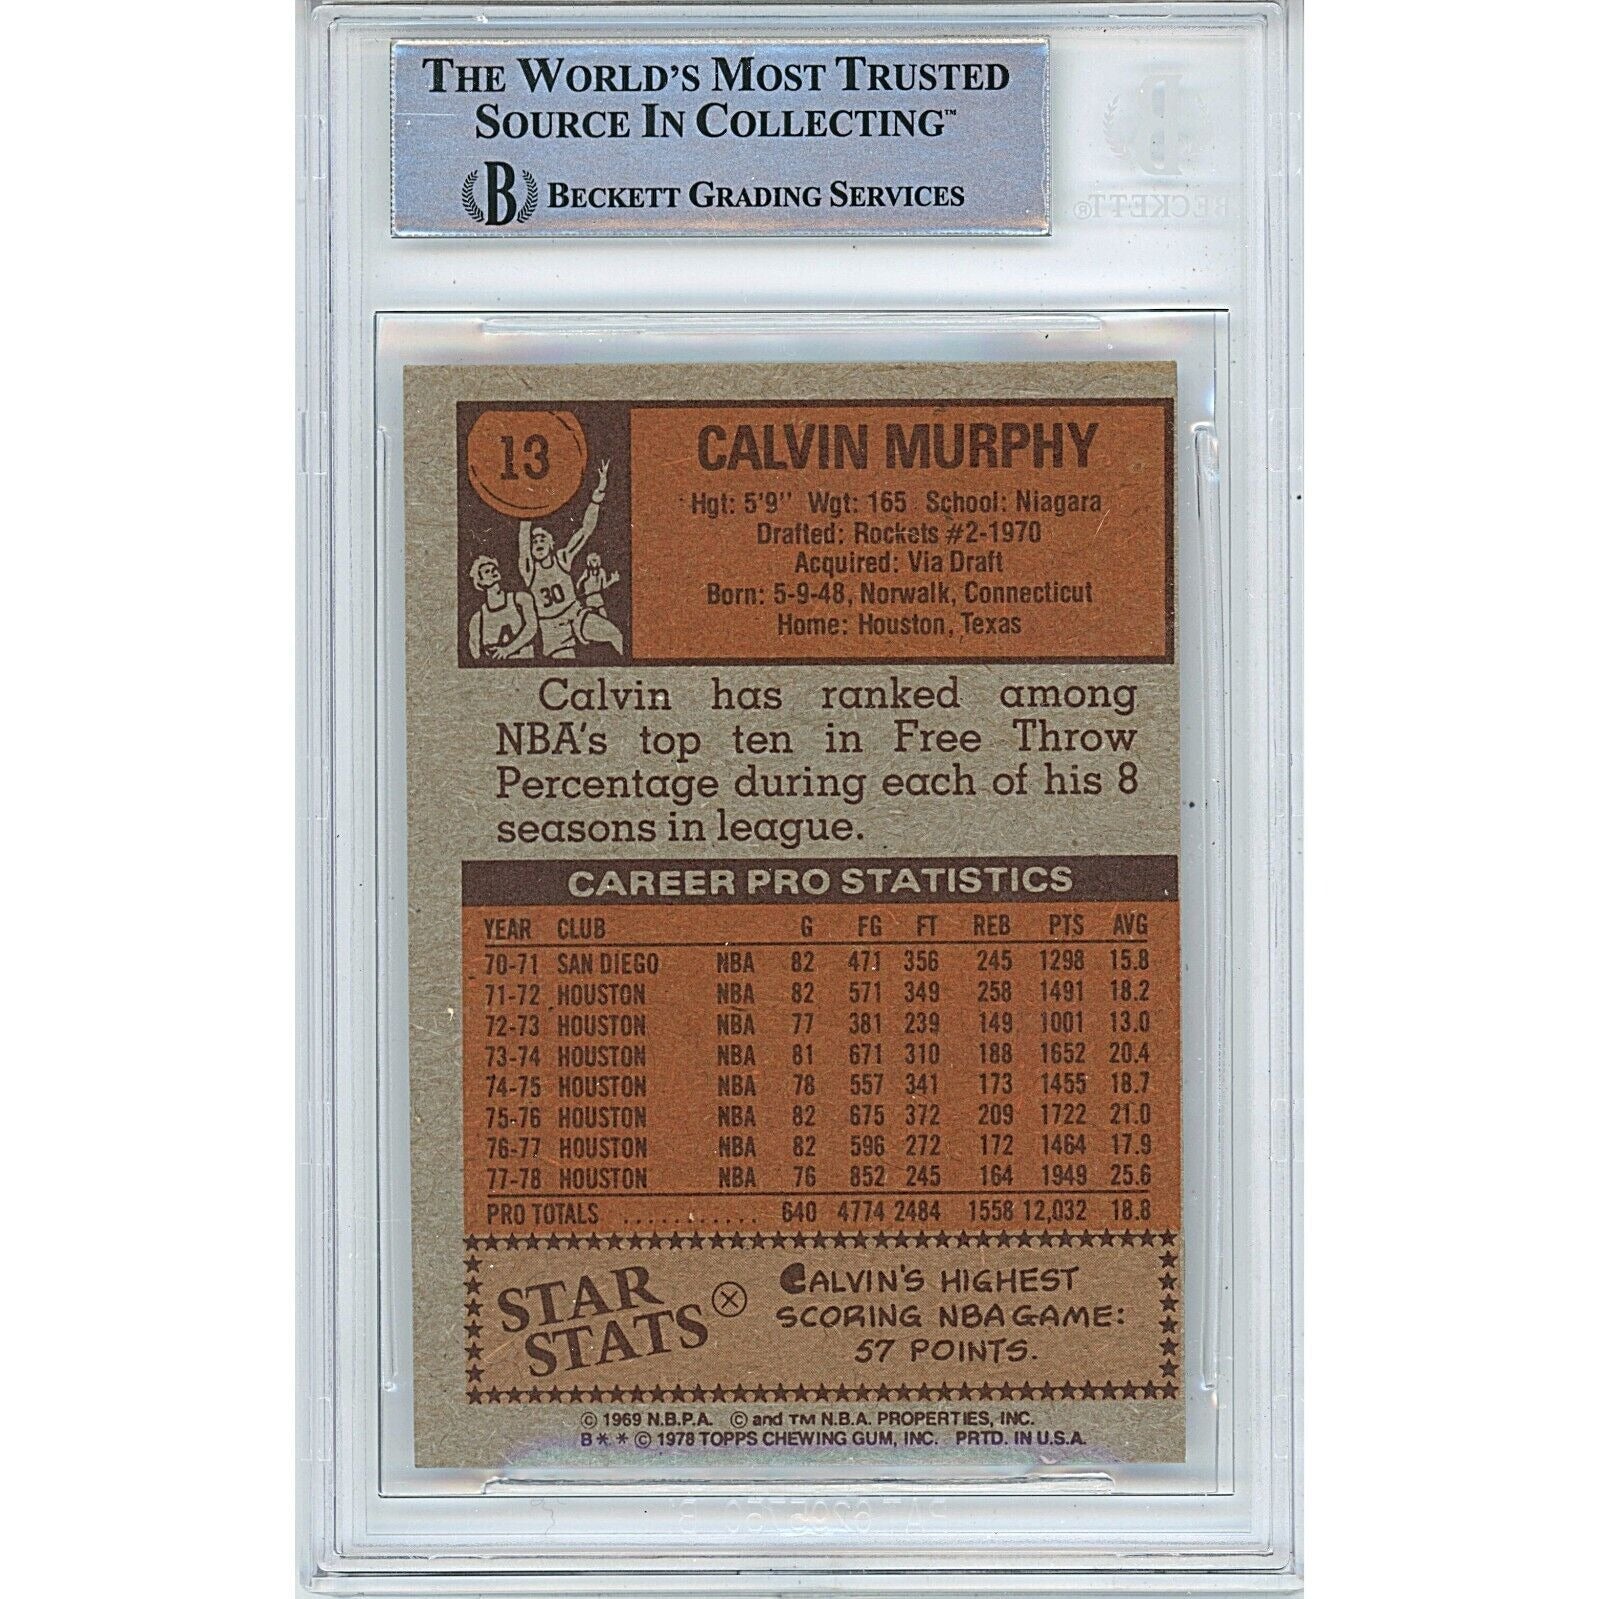 THE WORLD'S MOST TRUSTED
SOURCE IN COLLECTING™
B BECKETT GRADING SERVICES
B
BECKETT®
13
30
CALVIN MURPHY
Hgt: 5'9" Wgt: 165 School: Niagara
Drafted: Rockets #2-1970
Acquired: Via Draft
Born: 5-9-48, Norwalk, Connecticut
Home: Houston, Texas
Calvin has ranked among
NBA's top ten in Free Throw
Percentage during each of his 8
seasons in league.
CAREER PRO STATISTICS
YEAR CLUB G FG FT REB PTS AVG
70-71 SAN DIEGO NBA 82 471 356 245 1298 15.8
71-72 HOUSTON NBA 82 571 349 258 1491 18.2
72-73 HOUSTON NBA 77 381 239 149 1001 13.0
73-74 HOUSTON NBA 81 671 310 188 1652 20.4
74-75 HOUSTON NBA 78 557 341 173 1455 18.7
75-76 HOUSTON NBA 82 675 372 209 1722 21.0
76-77 HOUSTON NBA 82 596 272 172 1464 17.9
77-78 HOUSTON NBA 76 852 245 164 1949 25.6
PRO TOTALS ........... 640 4774 2484 1558 12,032 18.8
STAR
STATS
CALVIN'S HIGHEST
SCORING NBA GAME:
57 POINTS.
© 1969 N.B.P.A. © and TM N.B.A. PROPERTIES, INC.
B * * © 1978 TOPPS CHEWING GUM, INC. PRTD. IN U.S.A.